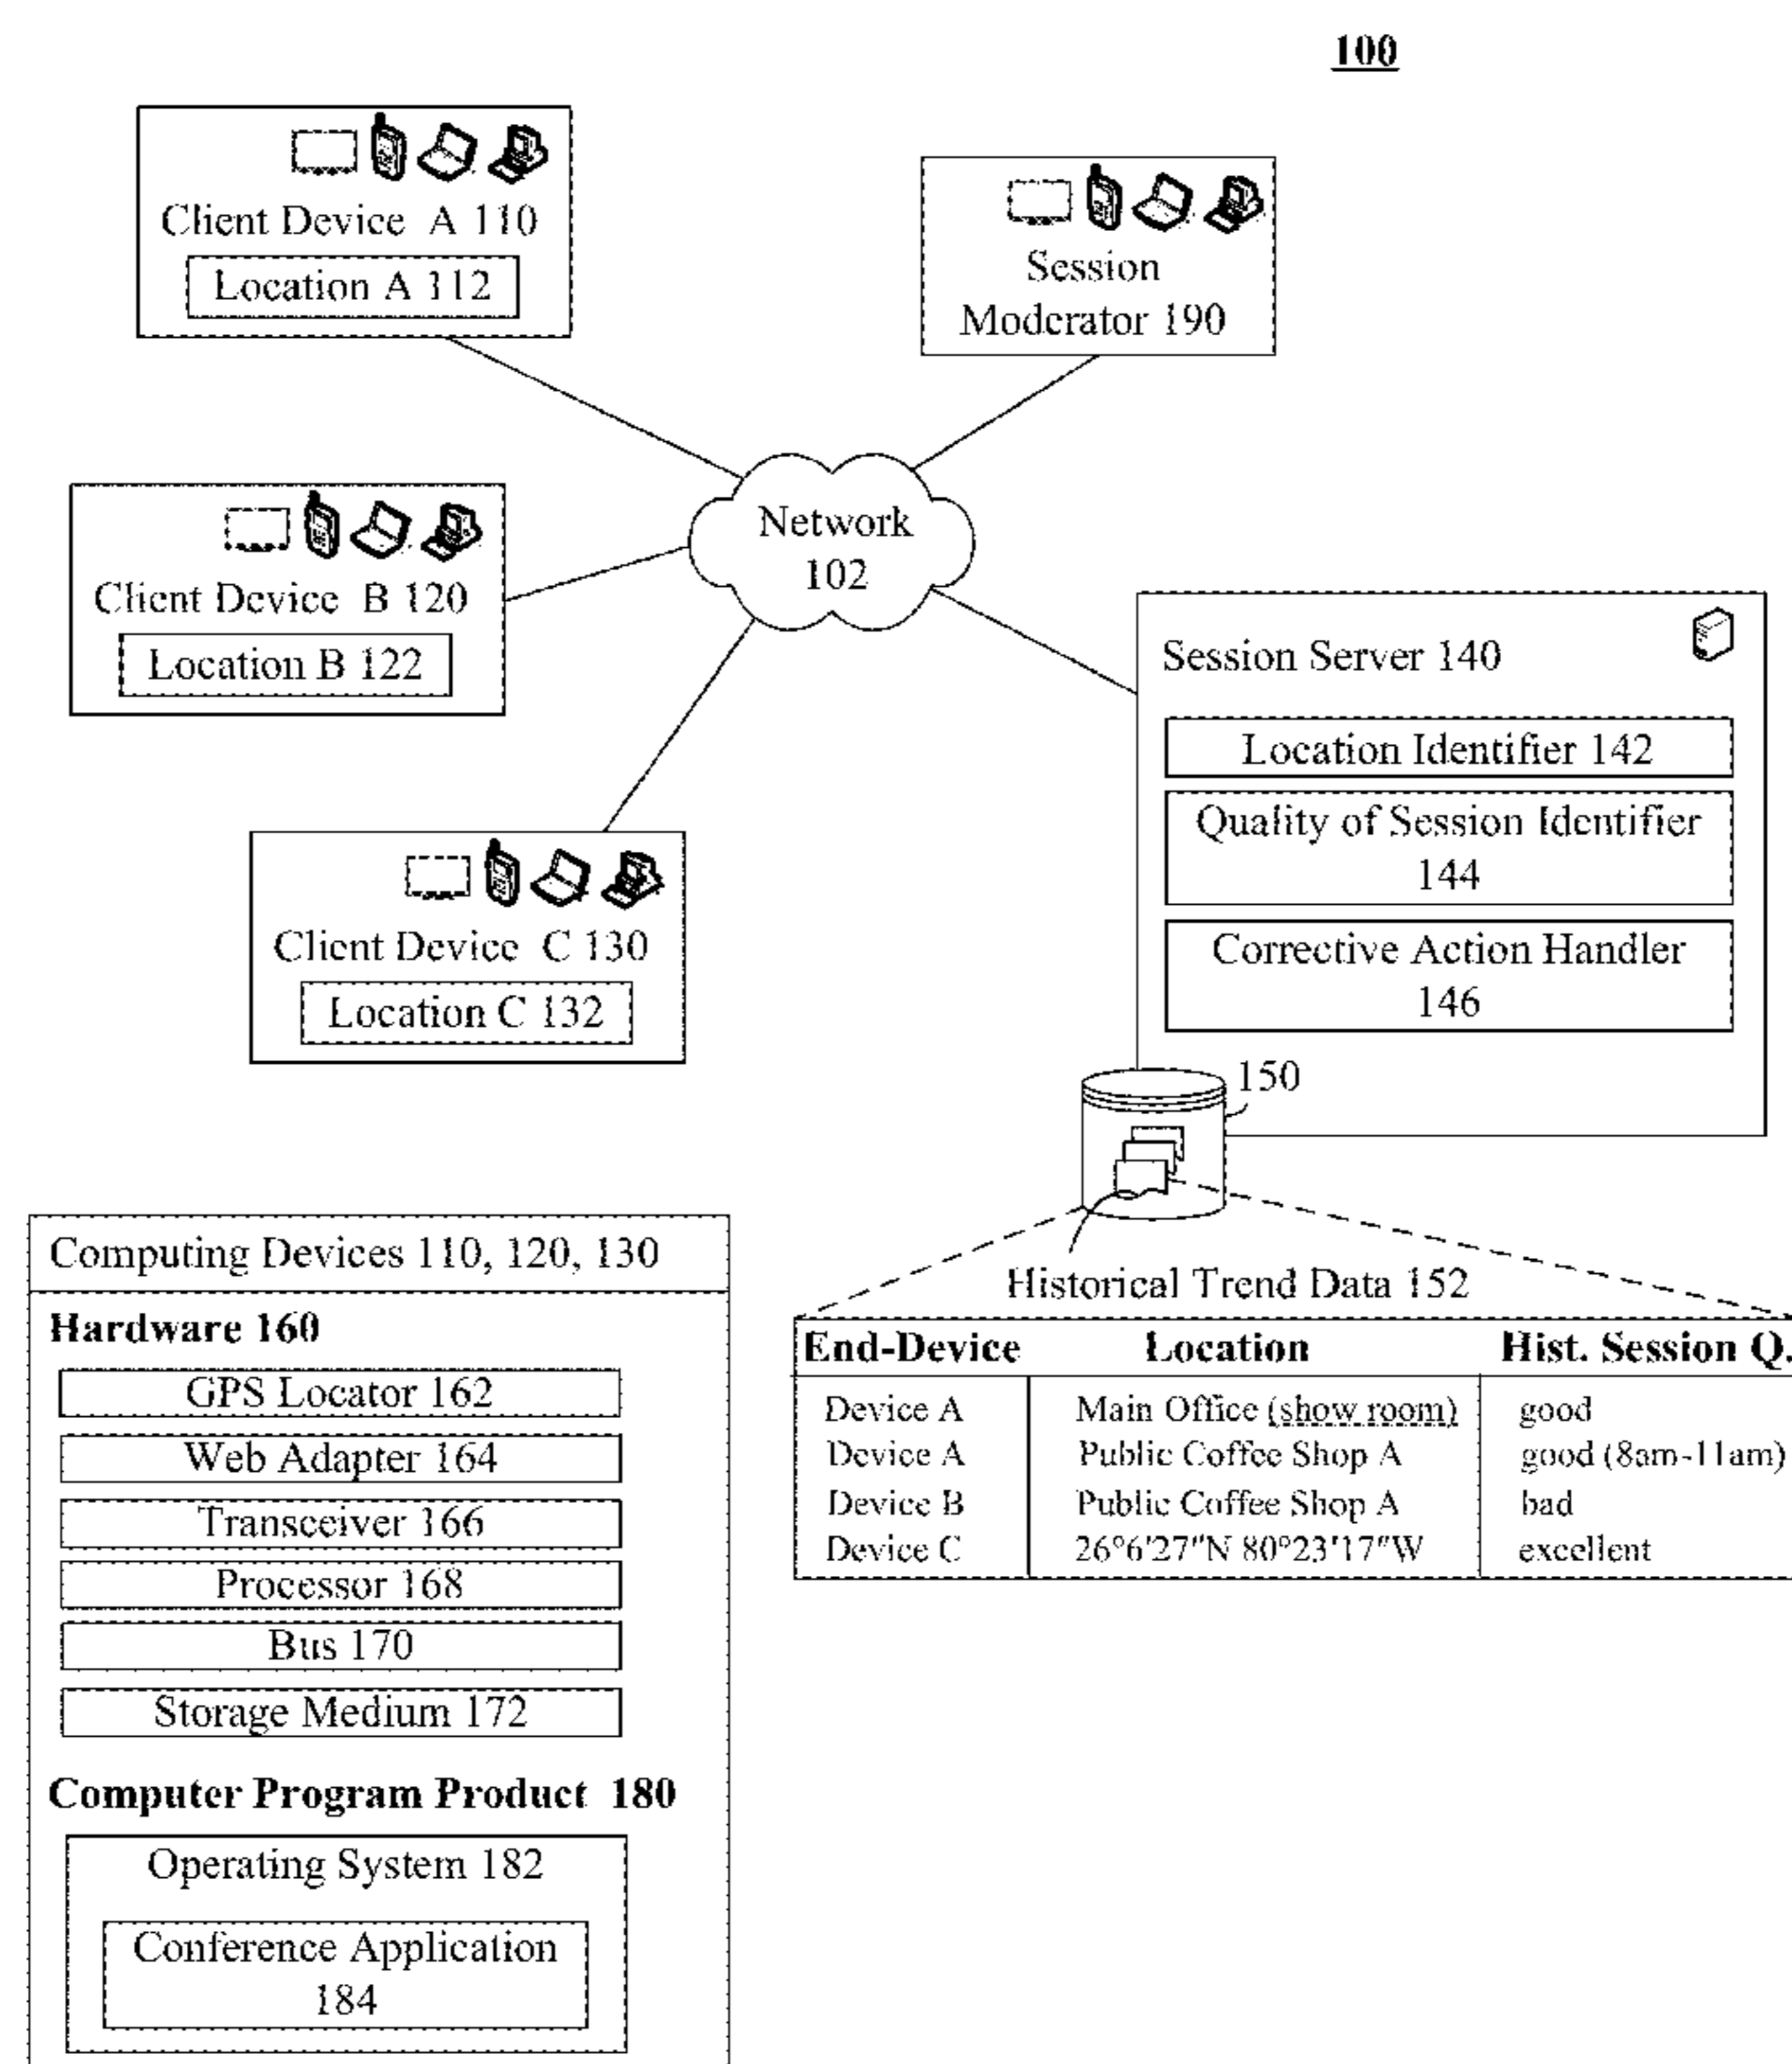 100
Client Device A 110
Location A 112
Session
Moderator 190
Network
102
Client Device B 120
Location B 122
Client Device C 130
Location C 132
Session Server 140
Location Identifier 142
Quality of Session Identifier
144
Corrective Action Handler
146
150
Historical Trend Data 152
End-Device Location Hist. Session Q.
Device A Main Office (show room) good
Device A Public Coffee Shop A good (8am-11am)
Device B Public Coffee Shop A bad
Device C 26°6'27"N 80°23'17"W excellent
Computing Devices 110, 120, 130
Hardware 160
GPS Locator 162
Web Adapter 164
Transceiver 166
Processor 168
Bus 170
Storage Medium 172
Computer Program Product 180
Operating System 182
Conference Application
184